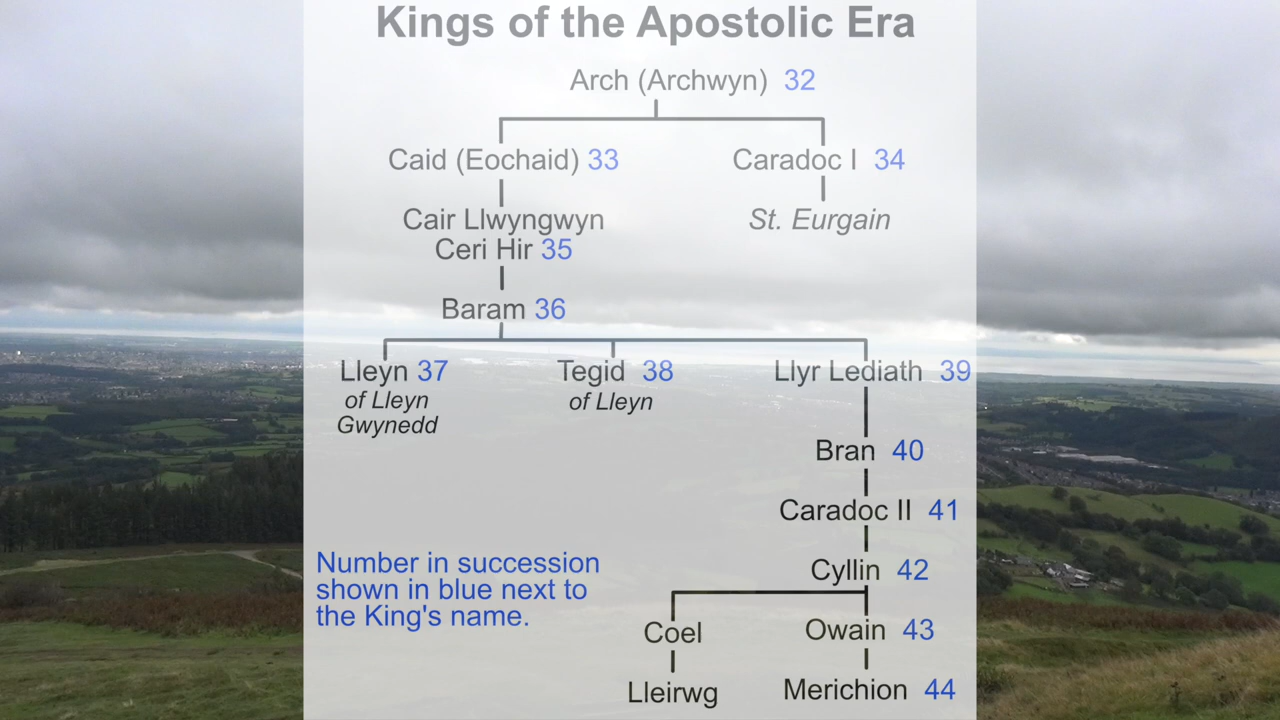 Kings of the Apostolic Era
Arch (Archwyn) 32
Caid (Eochaid) 33
Caradoc I 34
Cair Llwyngwyn
St. Eurgain
Ceri Hir 35
Baram 36
Lleyn 37
Tegid 38
Llyr Lediath 39
of Lleyn
of Lleyn
Gwynedd
Bran 40
Caradoc II 41
Number in succession
shown in blue next to
the King's name.
Cyllin 42
Coel
Owain 43
Lleirwg
Merichion 44